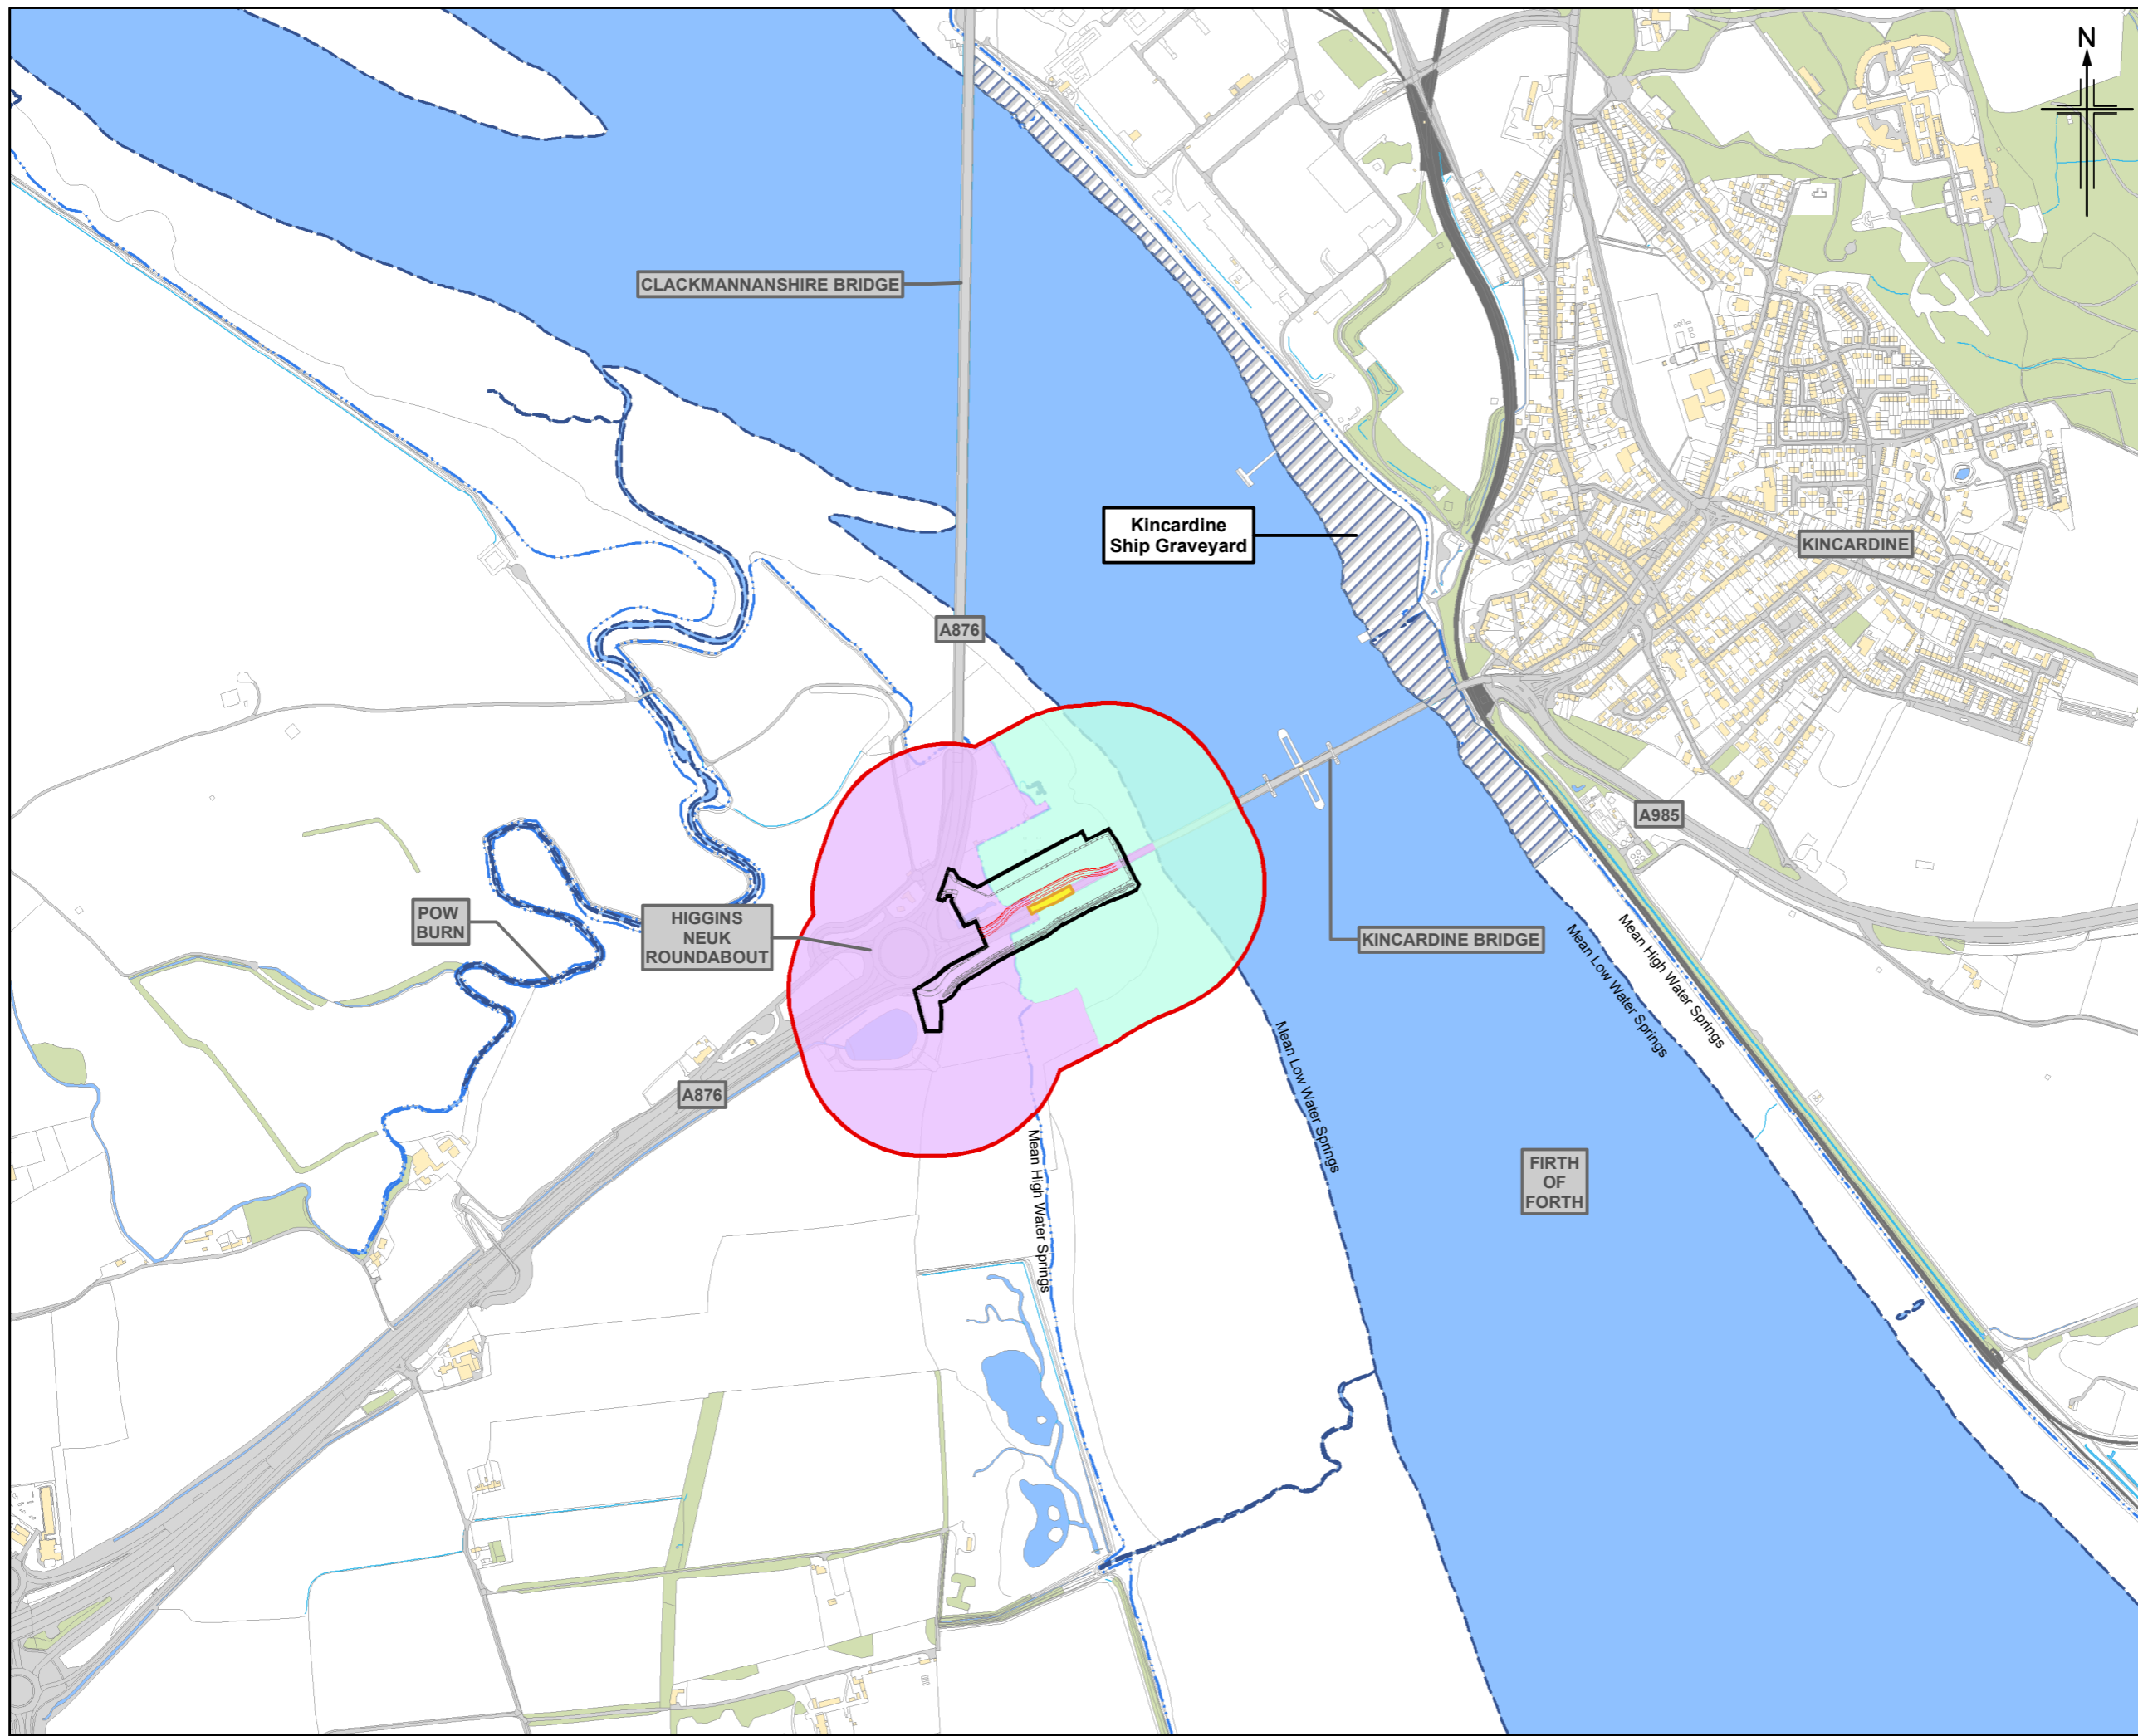 N
CLACKMANNANSHIRE BRIDGE
Kincardine
Ship Graveyard
KINCARDINE
A876
A985
POW
BURN
HIGGINS
NEUK
ROUNDABOUT
KINCARDINE BRIDGE
Mean Low Water Springs
Mean High Water Springs
Mean Low Water Springs
A876
Mean High Water Springs
FIRTH
OF
FORTH